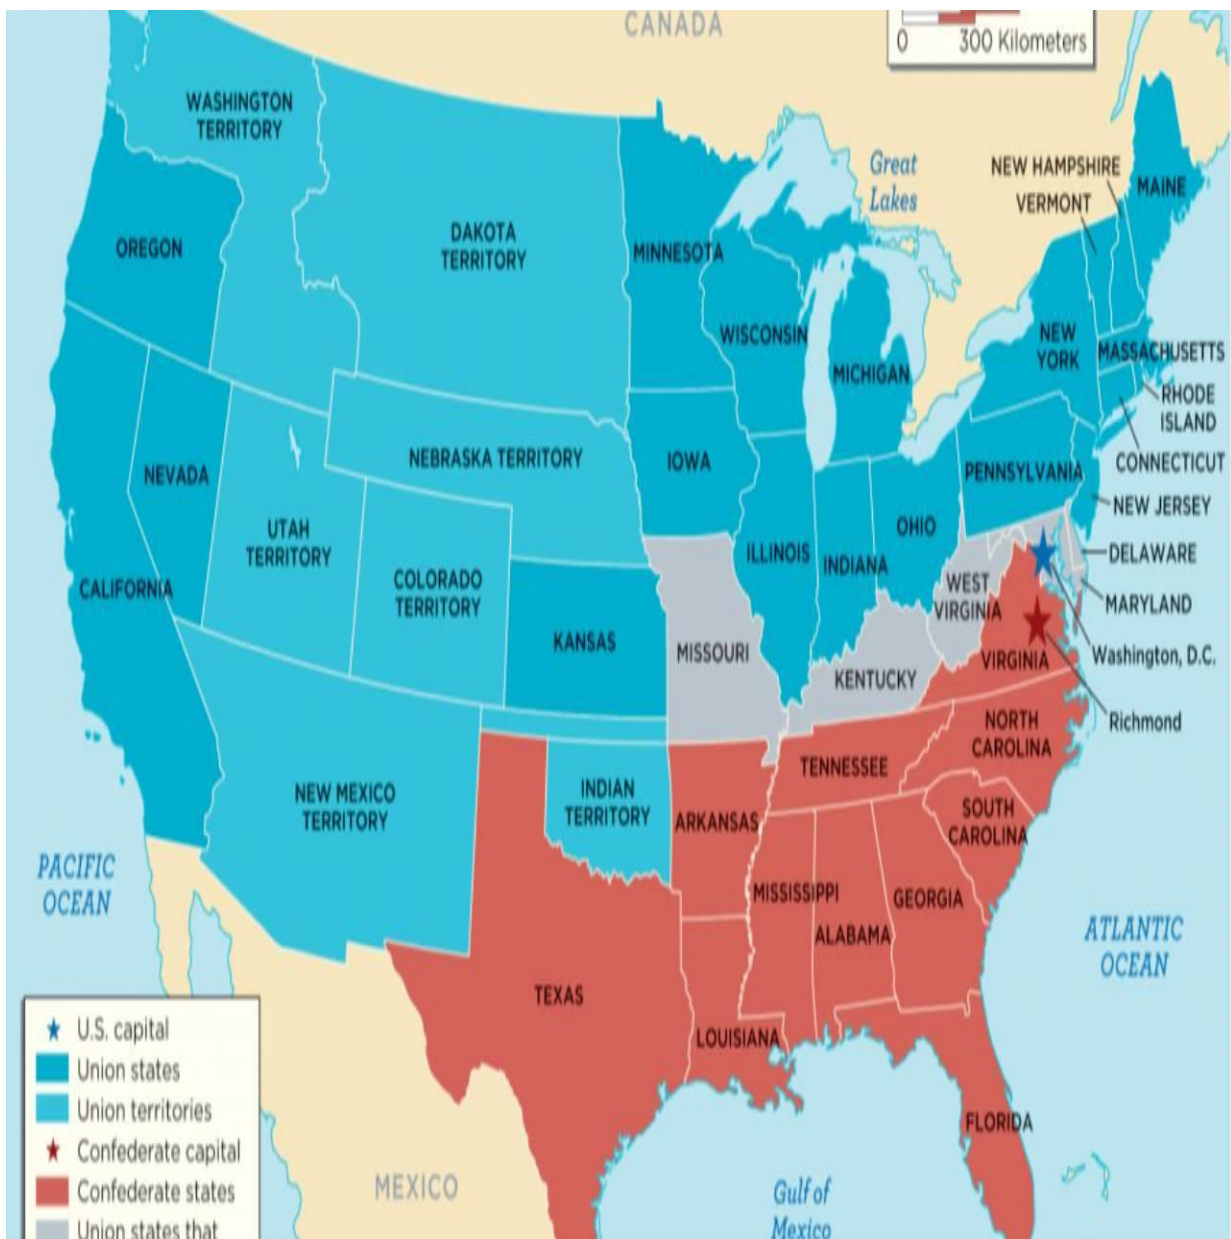 CANADA
0 300 Kilometers
WASHINGTON
TERRITORY
OREGON
DAKOTA
TERRITORY
MINNESOTA
Great
Lakes
NEW HAMPSHIRE
VERMONT
MAINE
WISCONSIN
MICHIGAN
NEW
YORK
MASSACHUSETTS
RHODE
ISLAND
CONNECTICUT
NEW JERSEY
PENNSYLVANIA
NEBRASKA TERRITORY
IOWA
NEVADA
UTAH
TERRITORY
COLORADO
TERRITORY
CALIFORNIA
KANSAS
ILLINOIS
INDIANA
OHIO
WEST
VIRGINIA
DELAWARE
MARYLAND
Washington, D.C.
Richmond
MISSOURI
KENTUCKY
VIRGINIA
NORTH
CAROLINA
TENNESSEE
SOUTH
CAROLINA
NEW MEXICO
TERRITORY
INDIAN
TERRITORY
ARKANSAS
MISSISSIPPI
ALABAMA
GEORGIA
TEXAS
LOUISIANA
FLORIDA
PACIFIC
OCEAN
ATLANTIC
OCEAN
MEXICO
Gulf of
Mexico
U.S. capital
Union states
Union territories
Confederate capital
Confederate states
Union states that